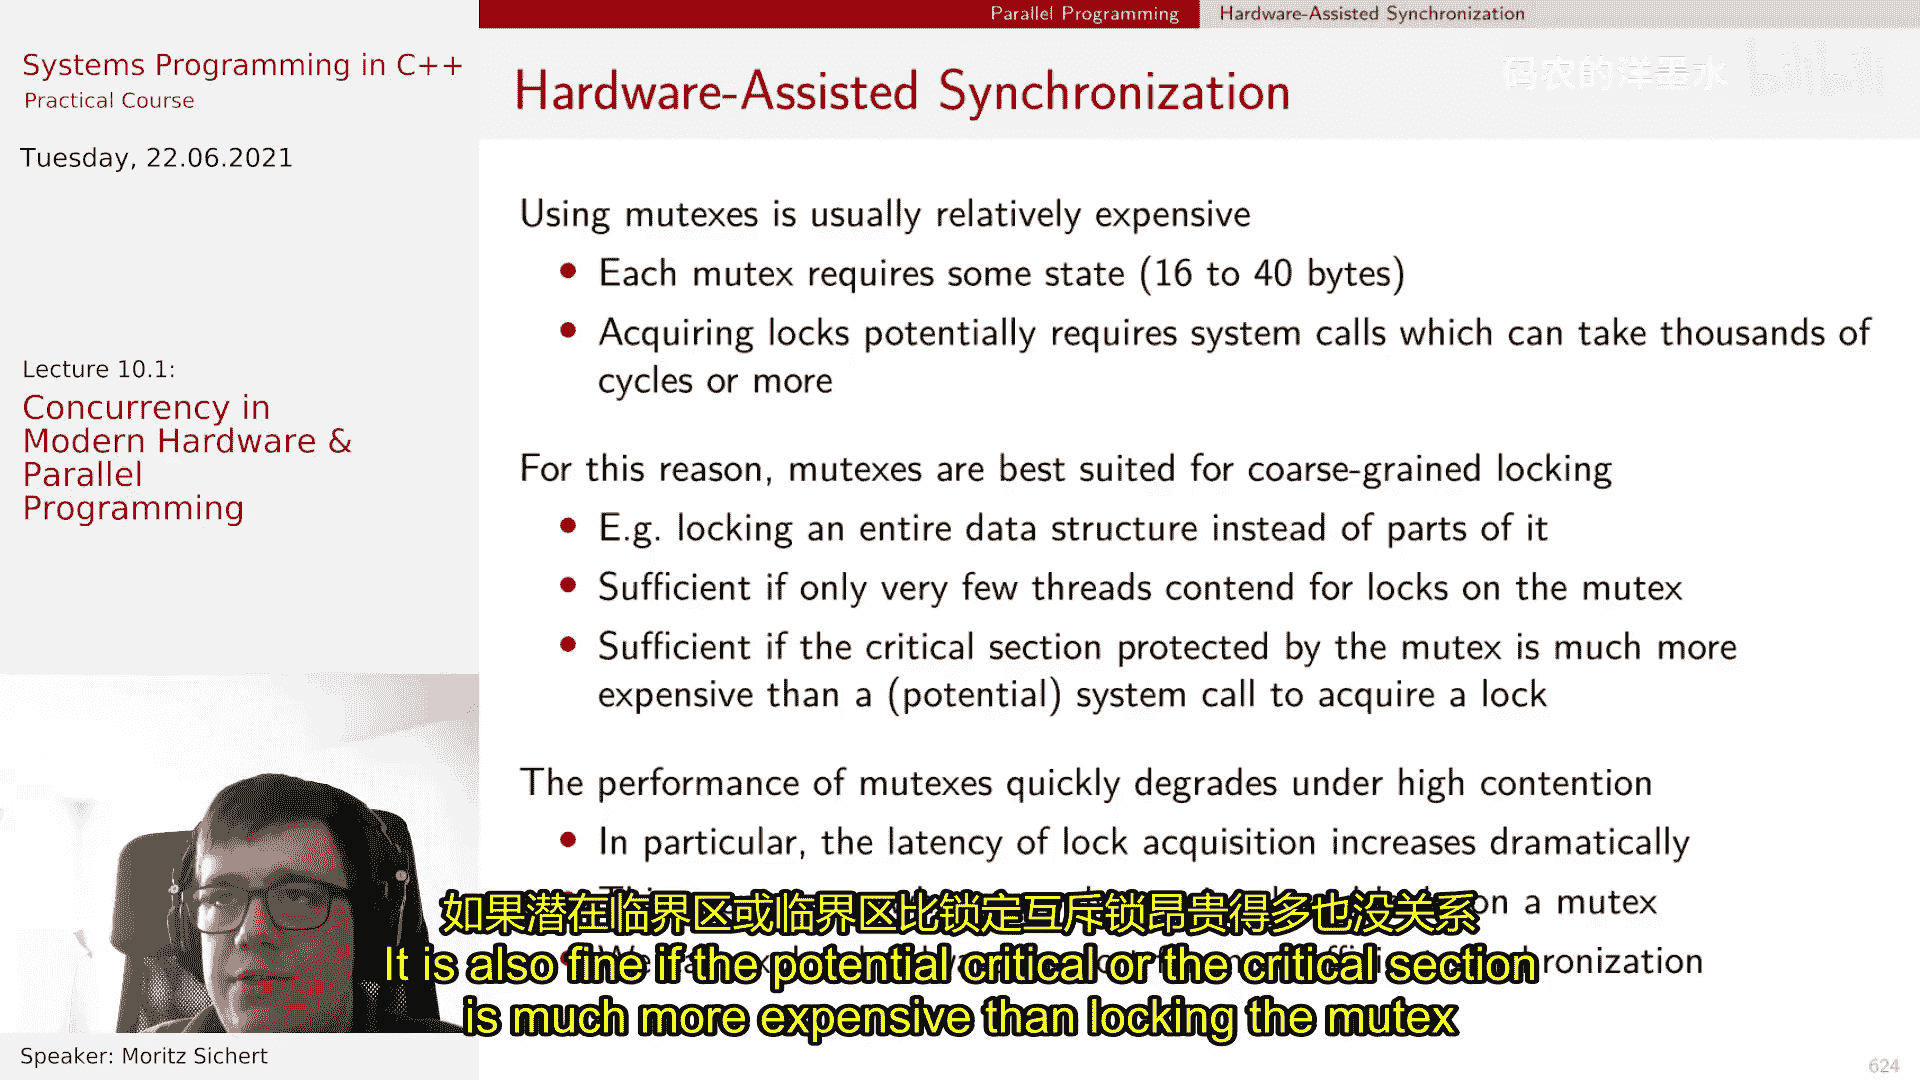 Parallel Programming
Hardware-Assisted Synchronization
Systems Programming in C++
Practical Course
Tuesday, 22.06.2021
Lecture 10.1:
Concurrency in
Modern Hardware &
Parallel
Programming
Speaker: Moritz Sichert
Hardware-Assisted Synchronization
码农的洋墨水
bilibili
Using mutexes is usually relatively expensive
• Each mutex requires some state (16 to 40 bytes)
• Acquiring locks potentially requires system calls which can take thousands of
cycles or more
For this reason, mutexes are best suited for coarse-grained locking
• E.g. locking an entire data structure instead of parts of it
• Sufficient if only very few threads contend for locks on the mutex
• Sufficient if the critical section protected by the mutex is much more
expensive than a (potential) system call to acquire a lock
The performance of mutexes quickly degrades under high contention
• In particular, the latency of lock acquisition increases dramatically
on a mutex
如果潜在临界区或临界区比锁定互斥锁昂贵得多也没关系
It is also fine if the potential critical or the critical section
is much more expensive than locking the mutex
624